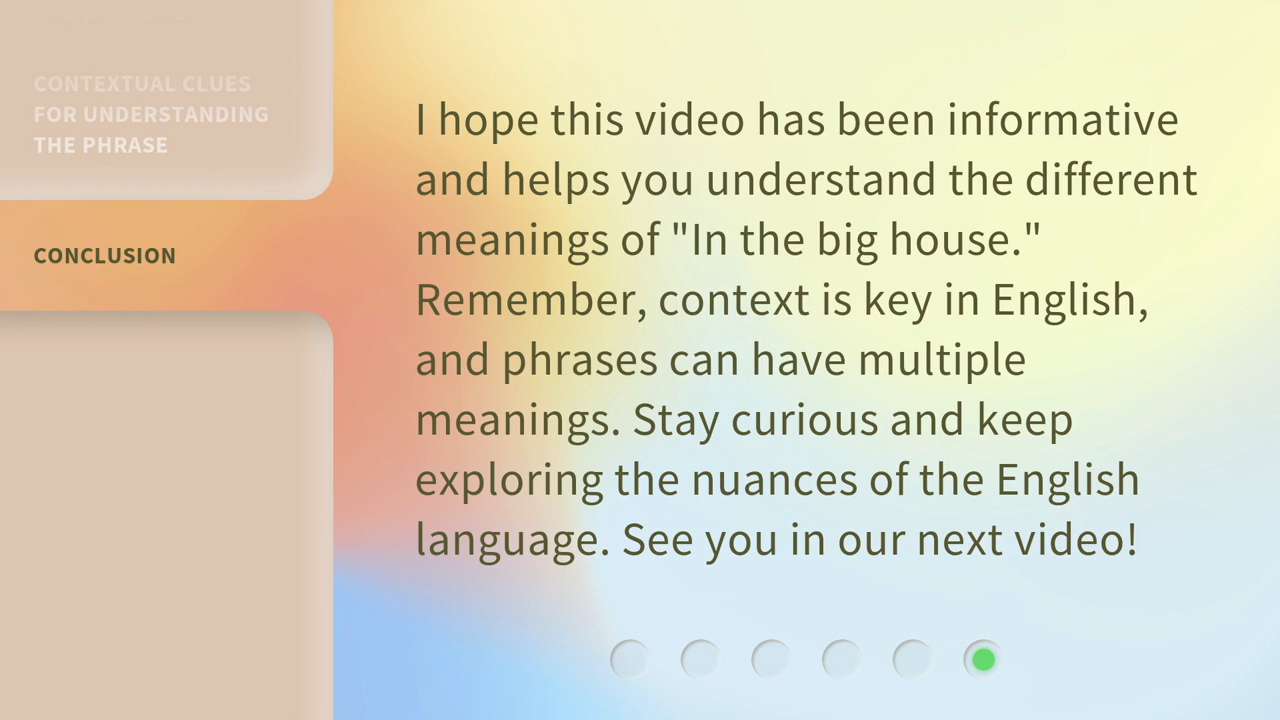 CONTEXTUAL CLUES
FOR UNDERSTANDING
THE PHRASE
CONCLUSION
I hope this video has been informative
and helps you understand the different
meanings of "In the big house."
Remember, context is key in English,
and phrases can have multiple
meanings. Stay curious and keep
exploring the nuances of the English
language. See you in our next video!